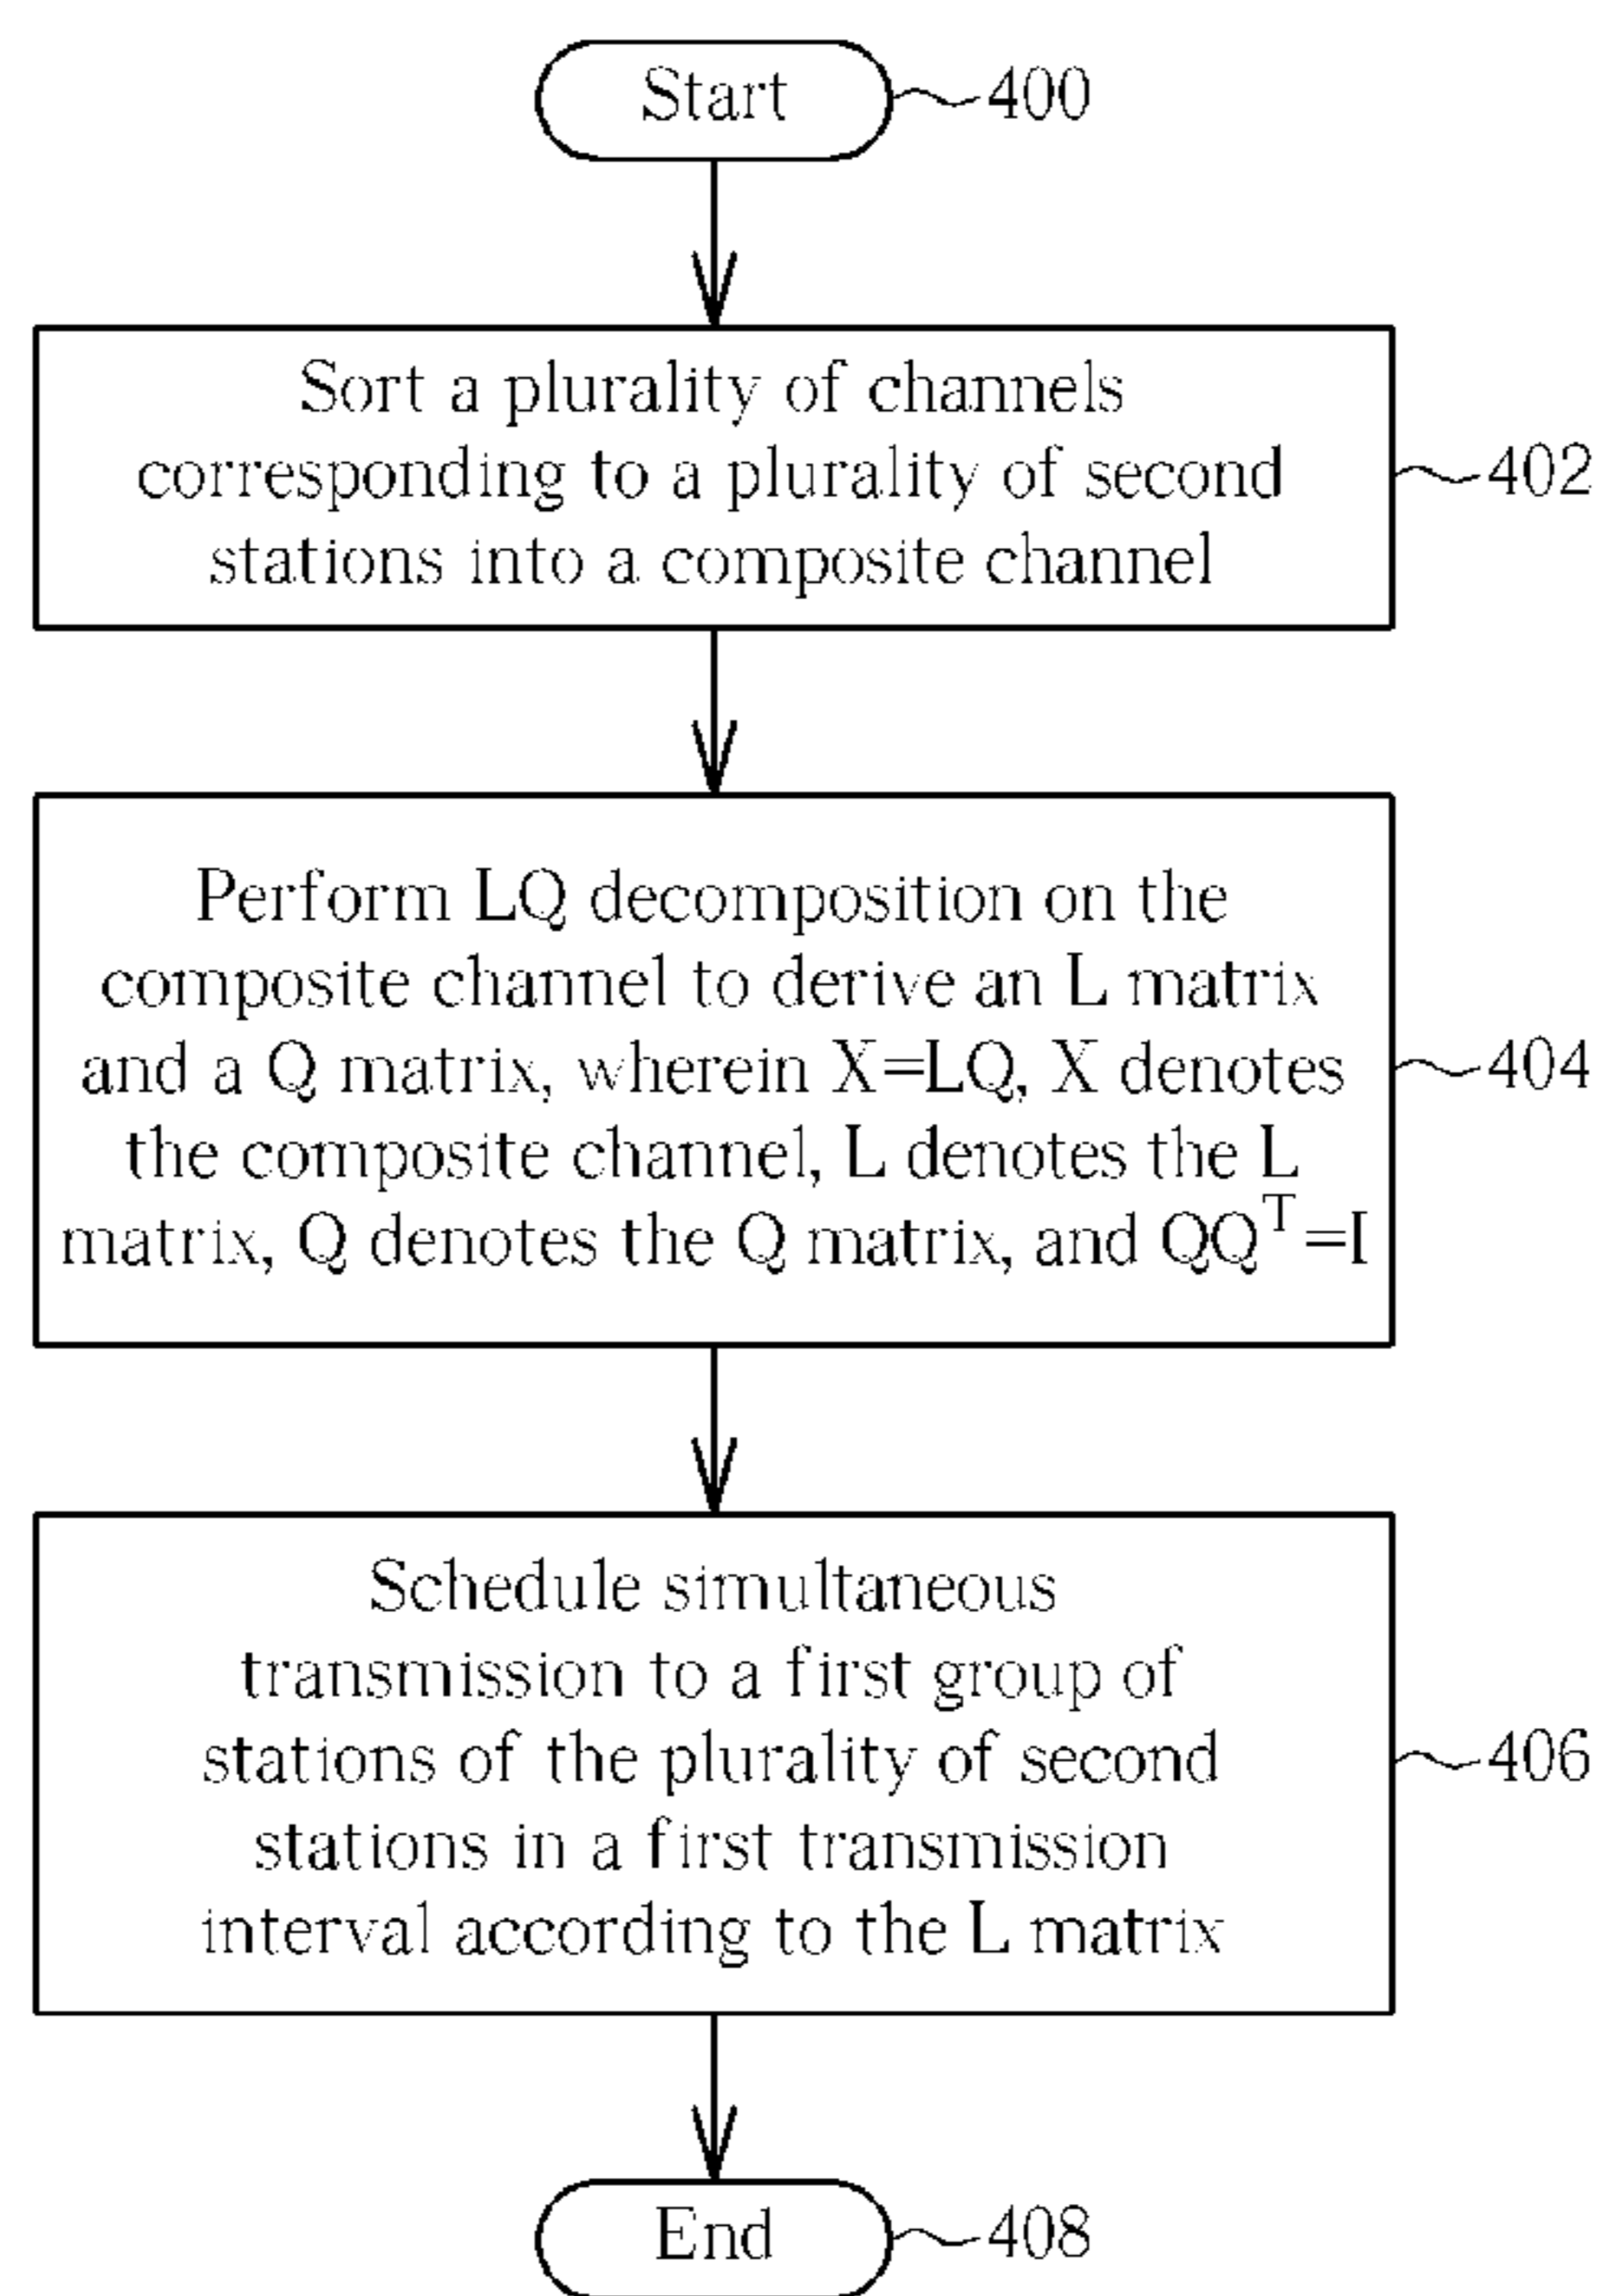 Start
400
Sort a plurality of channels
corresponding to a plurality of second
stations into a composite channel
402
Perform LQ decomposition on the
composite channel to derive an L matrix
and a Q matrix, wherein X=LQ, X denotes
the composite channel, L denotes the L
matrix, Q denotes the Q matrix, and QQ^T=I
404
Schedule simultaneous
transmission to a first group of
stations of the plurality of second
stations in a first transmission
interval according to the L matrix
406
End
408